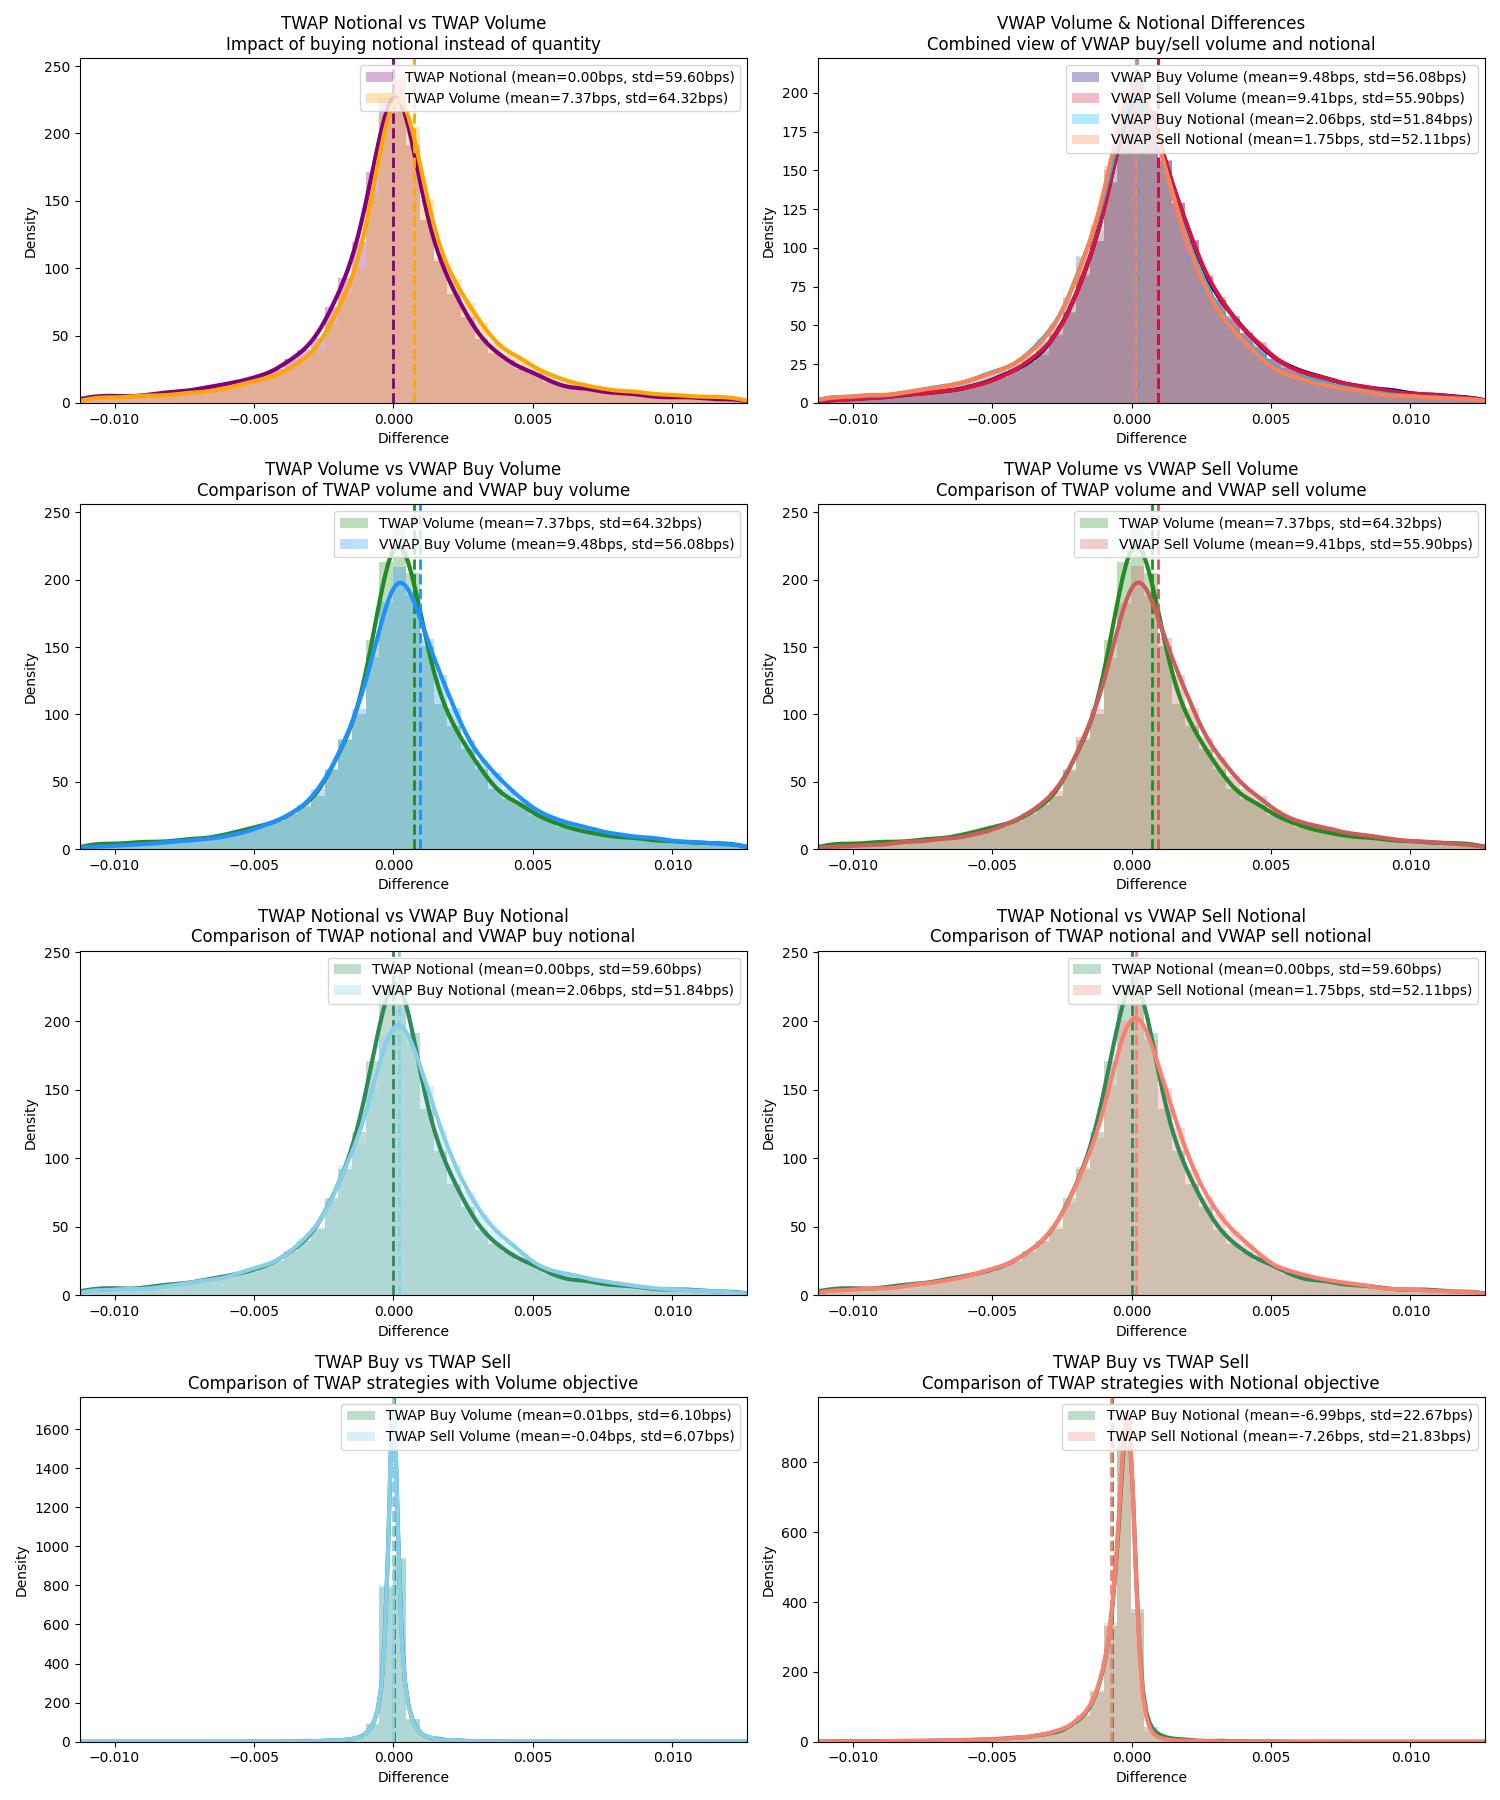 TWAP Notional vs TWAP Volume
Impact of buying notional instead of quantity
TWAP Notional (mean=0.00bps, std=59.60bps)
TWAP Volume (mean=7.37bps, std=64.32bps)
250
200
150
100
50
0
Density
−0.010
−0.005
0.000
0.005
0.010
Difference
VWAP Volume & Notional Differences
Combined view of VWAP buy/sell volume and notional
VWAP Buy Volume (mean=9.48bps, std=56.08bps)
VWAP Sell Volume (mean=9.41bps, std=55.90bps)
VWAP Buy Notional (mean=2.06bps, std=51.84bps)
VWAP Sell Notional (mean=1.75bps, std=52.11bps)
200
175
150
125
100
75
50
25
0
Density
−0.010
−0.005
0.000
0.005
0.010
Difference
TWAP Volume vs VWAP Buy Volume
Comparison of TWAP volume and VWAP buy volume
TWAP Volume (mean=7.37bps, std=64.32bps)
VWAP Buy Volume (mean=9.48bps, std=56.08bps)
250
200
150
100
50
0
Density
−0.010
−0.005
0.000
0.005
0.010
Difference
TWAP Volume vs VWAP Sell Volume
Comparison of TWAP volume and VWAP sell volume
TWAP Volume (mean=7.37bps, std=64.32bps)
VWAP Sell Volume (mean=9.41bps, std=55.90bps)
250
200
150
100
50
0
Density
−0.010
−0.005
0.000
0.005
0.010
Difference
TWAP Notional vs VWAP Buy Notional
Comparison of TWAP notional and VWAP buy notional
TWAP Notional (mean=0.00bps, std=59.60bps)
VWAP Buy Notional (mean=2.06bps, std=51.84bps)
250
200
150
100
50
0
Density
−0.010
−0.005
0.000
0.005
0.010
Difference
TWAP Notional vs VWAP Sell Notional
Comparison of TWAP notional and VWAP sell notional
TWAP Notional (mean=0.00bps, std=59.60bps)
VWAP Sell Notional (mean=1.75bps, std=52.11bps)
250
200
150
100
50
0
Density
−0.010
−0.005
0.000
0.005
0.010
Difference
TWAP Buy vs TWAP Sell
Comparison of TWAP strategies with Volume objective
TWAP Buy Volume (mean=0.01bps, std=6.10bps)
TWAP Sell Volume (mean=-0.04bps, std=6.07bps)
1600
1400
1200
1000
800
600
400
200
0
Density
−0.010
−0.005
0.000
0.005
0.010
Difference
TWAP Buy vs TWAP Sell
Comparison of TWAP strategies with Notional objective
TWAP Buy Notional (mean=-6.99bps, std=22.67bps)
TWAP Sell Notional (mean=-7.26bps, std=21.83bps)
800
600
400
200
0
Density
−0.010
−0.005
0.000
0.005
0.010
Difference